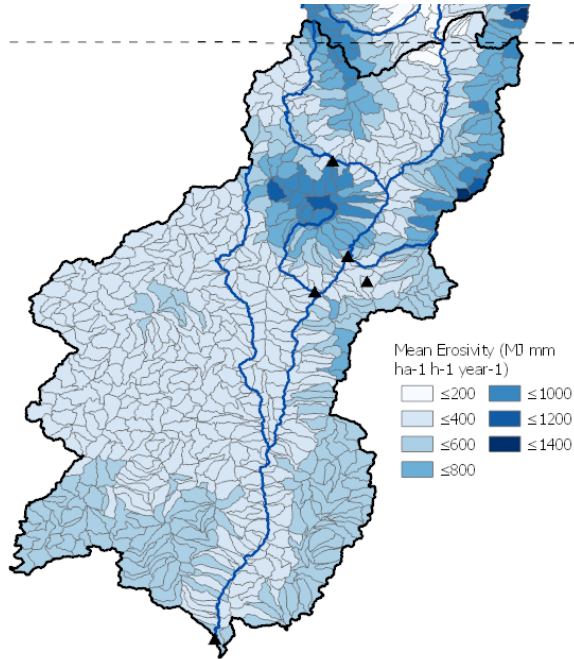 Mean Erosivity (MJ mm
ha-1 h-1 year-1)
≤200 ≤1000
≤400 ≤1200
≤600 ≤1400
≤800